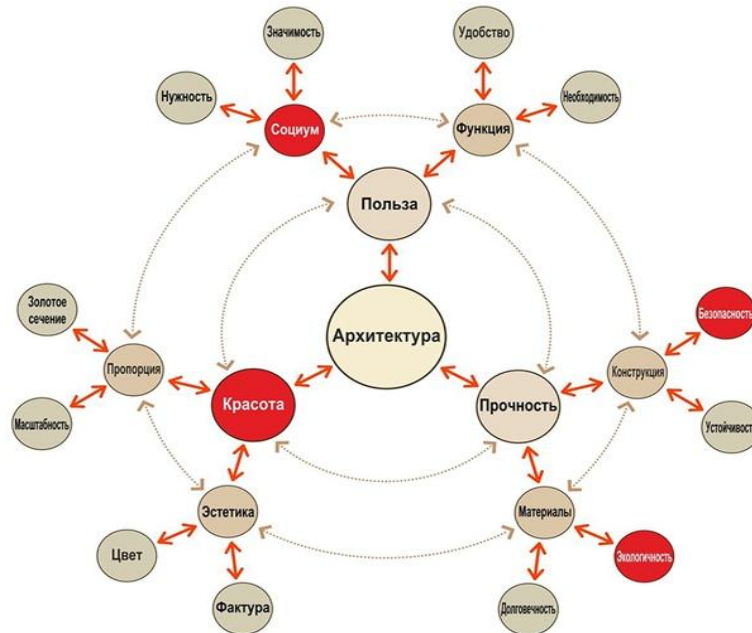 Значимость
Удобство
Нужность
Необходимость
Социум
Функция
Польза
Золотое
сечение
Безопасность
Архитектура
Пропорция
Конструкция
Красота
Прочность
Масштабность
Устойчивост
Эстетика
Материалы
Цвет
Экологичность
Фактура
Долговечность